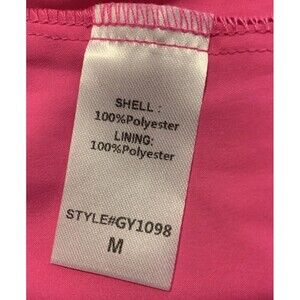 SHELL :
100%Polyester
LINING:
100%Polyester
STYLE#GY1098
M